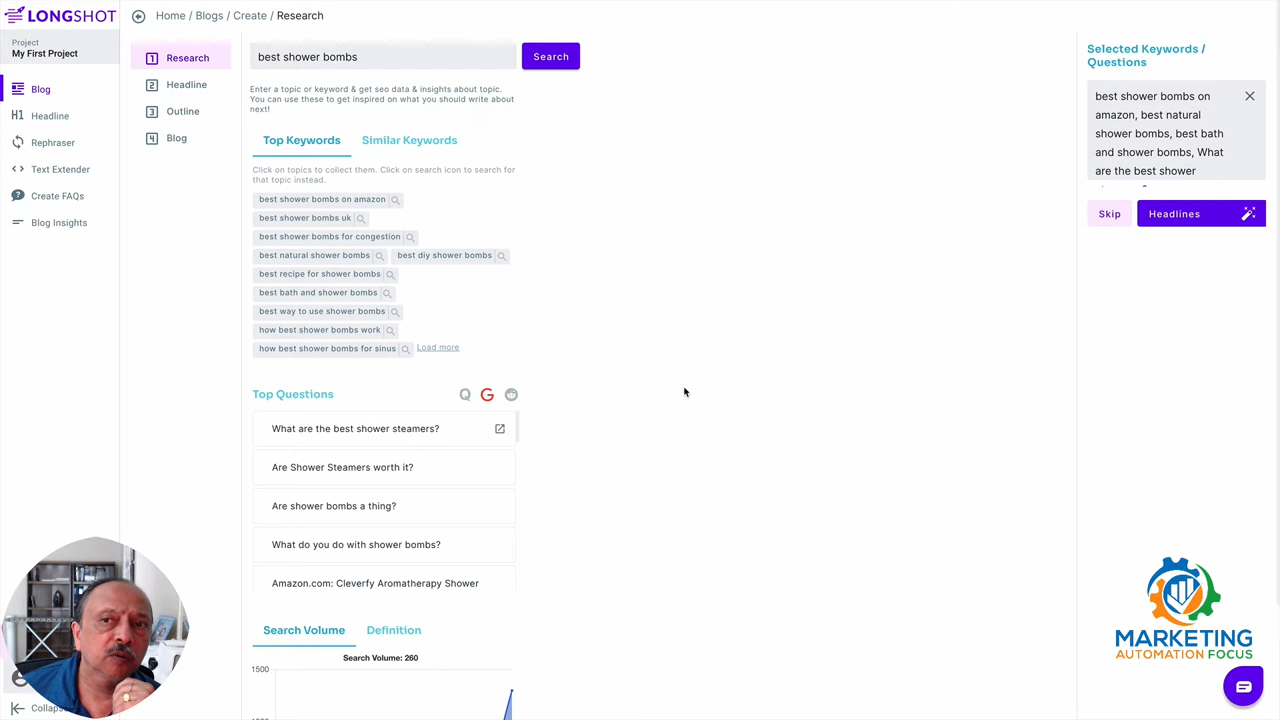 LONGSHOT
Home / Blogs / Create / Research
Project
My First Project
Blog
H1 Headline
Rephraser
Text Extender
Create FAQs
Blog Insights
1 Research
2 Headline
3 Outline
4 Blog
best shower bombs
Search
Enter a topic or keyword & get seo data & insights about topic.
You can use these to get inspired on what you should write about
next!
Top Keywords Similar Keywords
Click on topics to collect them. Click on search icon to search for
that topic instead.
best shower bombs on amazon
best shower bombs uk
best shower bombs for congestion
best natural shower bombs best diy shower bombs
best recipe for shower bombs
best bath and shower bombs
best way to use shower bombs
how best shower bombs work
how best shower bombs for sinus Load more
Top Questions Q G
What are the best shower steamers?
Are Shower Steamers worth it?
Are shower bombs a thing?
What do you do with shower bombs?
Amazon.com: Cleverfy Aromatherapy Shower
Search Volume Definition
Search Volume: 260
1500
Selected Keywords /
Questions
best shower bombs on
amazon, best natural
shower bombs, best bath
and shower bombs, What
are the best shower
Skip Headlines
MARKETING
AUTOMATION FOCUS